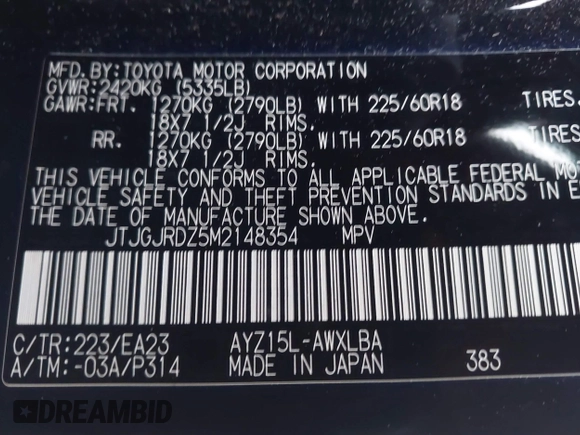 MFD. BY: TOYOTA MOTOR CORPORATION
GVWR: 2420KG (5335LB)
GAWR: FRT. 1270KG (2790LB) WITH 225/60R18 TIRES.
18X7 1/2J RIMS.
RR. 1270KG (2790LB) WITH 225/60R18 TIRES
18X7 1/2J RIMS.
THIS VEHICLE CONFORMS TO ALL APPLICABLE FEDERAL MO
VEHICLE SAFETY AND THEFT PREVENTION STANDARDS IN E
THE DATE OF MANUFACTURE SHOWN ABOVE.
JTJGJRDZ5M2148354 MPV
C/TR: 223/EA23 AYZ15L-AWXLBA
A/TM: -03A/P314 MADE IN JAPAN 383
DREAMBID